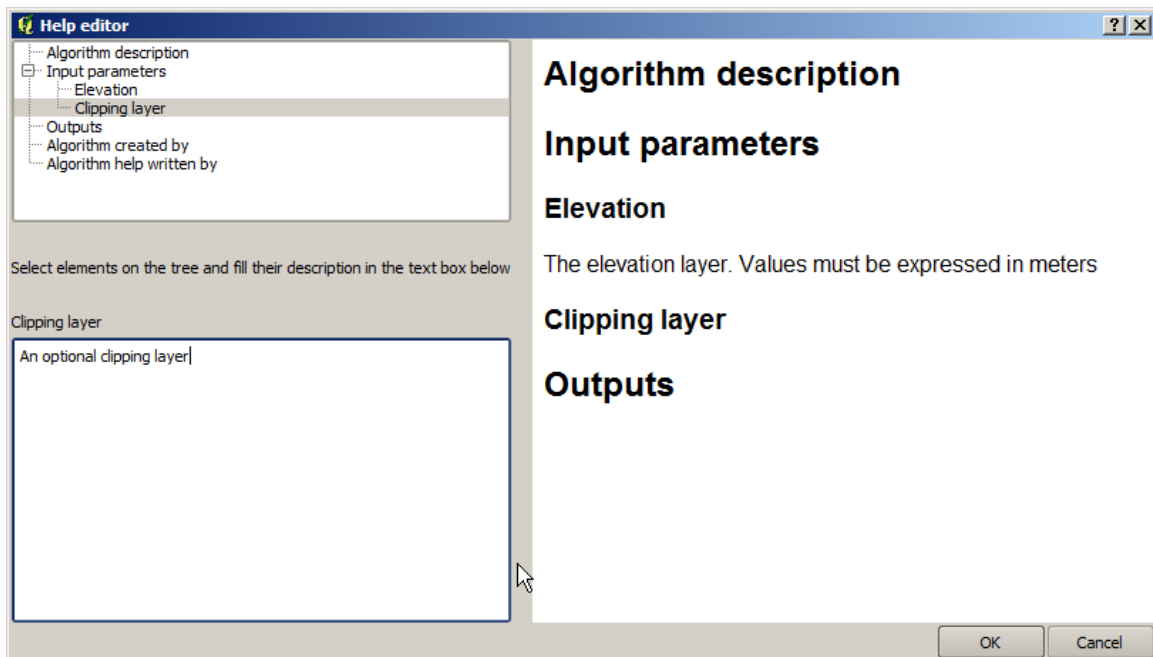 Help editor
Algorithm description
Input parameters
Elevation
Clipping layer
Outputs
Algorithm created by
Algorithm help written by
Select elements on the tree and fill their description in the text box below
Clipping layer
An optional clipping layer
Algorithm description
Input parameters
Elevation
The elevation layer. Values must be expressed in meters
Clipping layer
Outputs
OK
Cancel